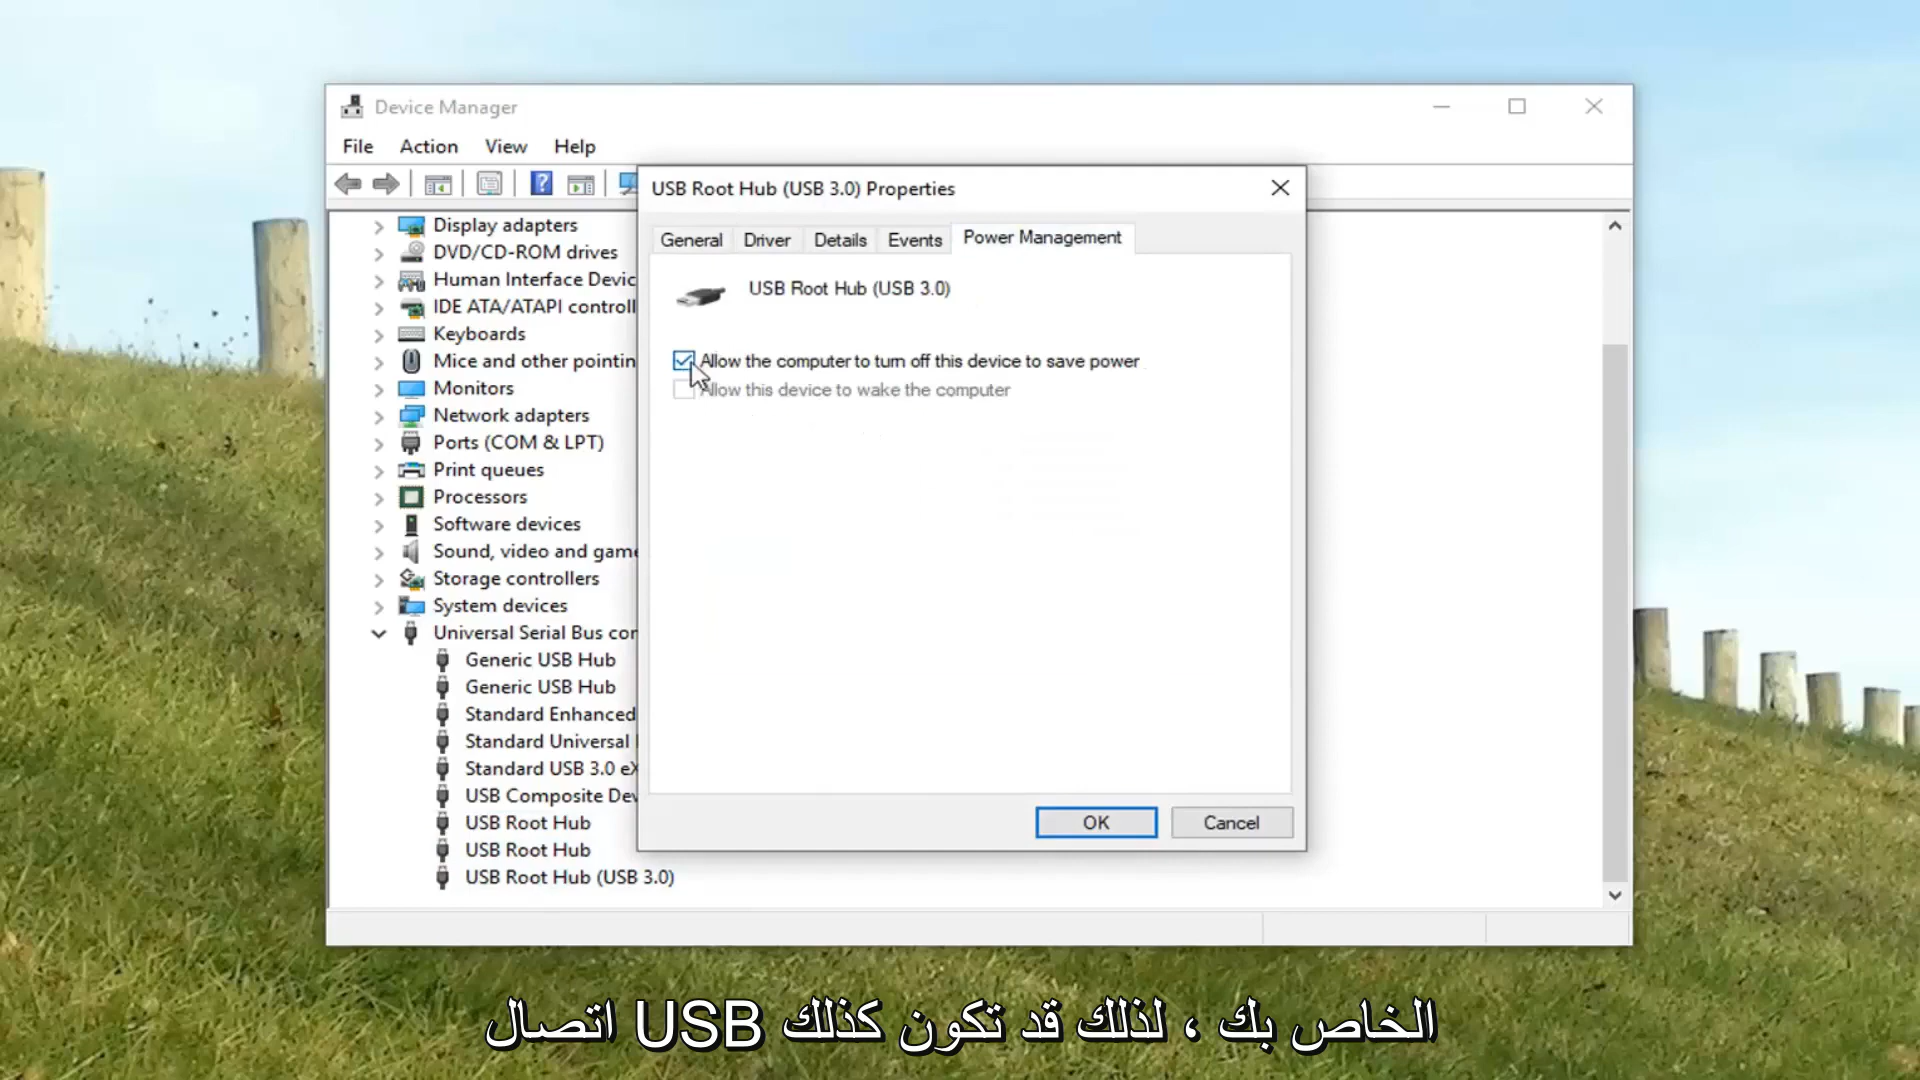 Device Manager
File Action View Help
USB Root Hub (USB 3.0) Properties
General Driver Details Events Power Management
USB Root Hub (USB 3.0)
Allow the computer to turn off this device to save power
Allow this device to wake the computer
OK Cancel
Display adapters
DVD/CD-ROM drives
Human Interface Devic
IDE ATA/ATAPI controll
Keyboards
Mice and other pointin
Monitors
Network adapters
Ports (COM & LPT)
Print queues
Processors
Software devices
Sound, video and game
Storage controllers
System devices
Universal Serial Bus con
Generic USB Hub
Generic USB Hub
Standard Enhanced
Standard Universal
Standard USB 3.0 eX
USB Composite Dev
USB Root Hub
USB Root Hub
USB Root Hub (USB 3.0)
الخاص بك ، لذلك قد تكون كذلك USB اتصال